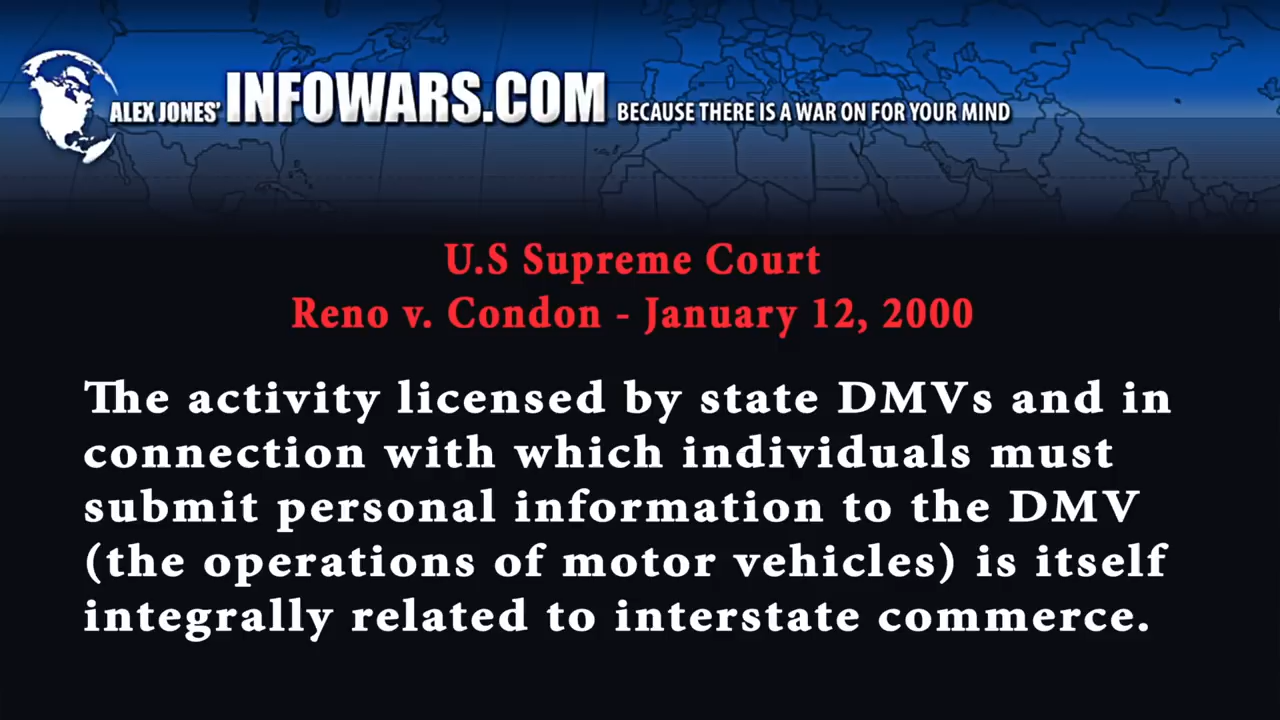 ALEX JONES' INFOWARS.COM BECAUSE THERE IS A WAR ON FOR YOUR MIND
U.S Supreme Court
Reno v. Condon - January 12, 2000
The activity licensed by state DMVs and in
connection with which individuals must
submit personal information to the DMV
(the operations of motor vehicles) is itself
integrally related to interstate commerce.